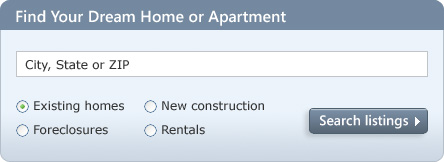 Find Your Dream Home or Apartment
City, State or ZIP
Existing homes New construction
Foreclosures Rentals
Search listings